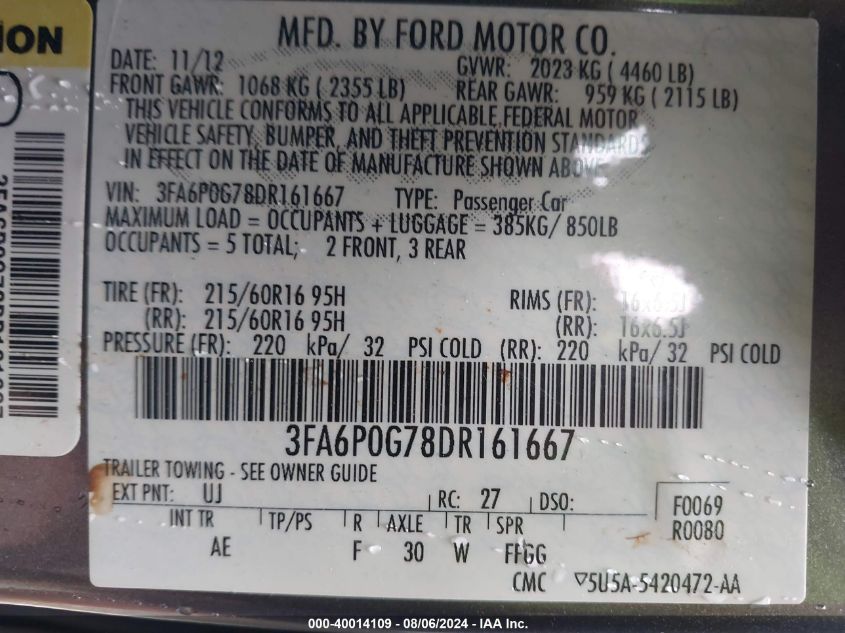 ION
MFD. BY FORD MOTOR CO.
DATE: 11/12 GVWR: 2023 KG ( 4460 LB)
FRONT GAWR: 1068 KG ( 2355 LB) REAR GAWR: 959 KG ( 2115 LB)
THIS VEHICLE CONFORMS TO ALL APPLICABLE FEDERAL MOTOR
VEHICLE SAFETY, BUMPER, AND THEFT PREVENTION STANDARDS
IN EFFECT ON THE DATE OF MANUFACTURE SHOWN ABOVE.
VIN: 3FA6P0G78DR161667 TYPE: Passenger Car
MAXIMUM LOAD = OCCUPANTS + LUGGAGE = 385KG/ 850LB
OCCUPANTS = 5 TOTAL; 2 FRONT, 3 REAR
TIRE (FR): 215/60R16 95H RIMS (FR): 16x6.5J
(RR): 215/60R16 95H (RR): 16x6.5J
PRESSURE (FR): 220 kPa/ 32 PSI COLD (RR): 220 kPa/ 32 PSI COLD
3FA6P0G78DR161667
TRAILER TOWING - SEE OWNER GUIDE
EXT PNT: UJ RC: 27 DSO: F0069
INT TR TP/PS R AXLE TR SPR R0080
AE F 30 W FFGG
CMC ▽5U5A-5420472-AA
000-40014109 - 08/06/2024 - IAA Inc.